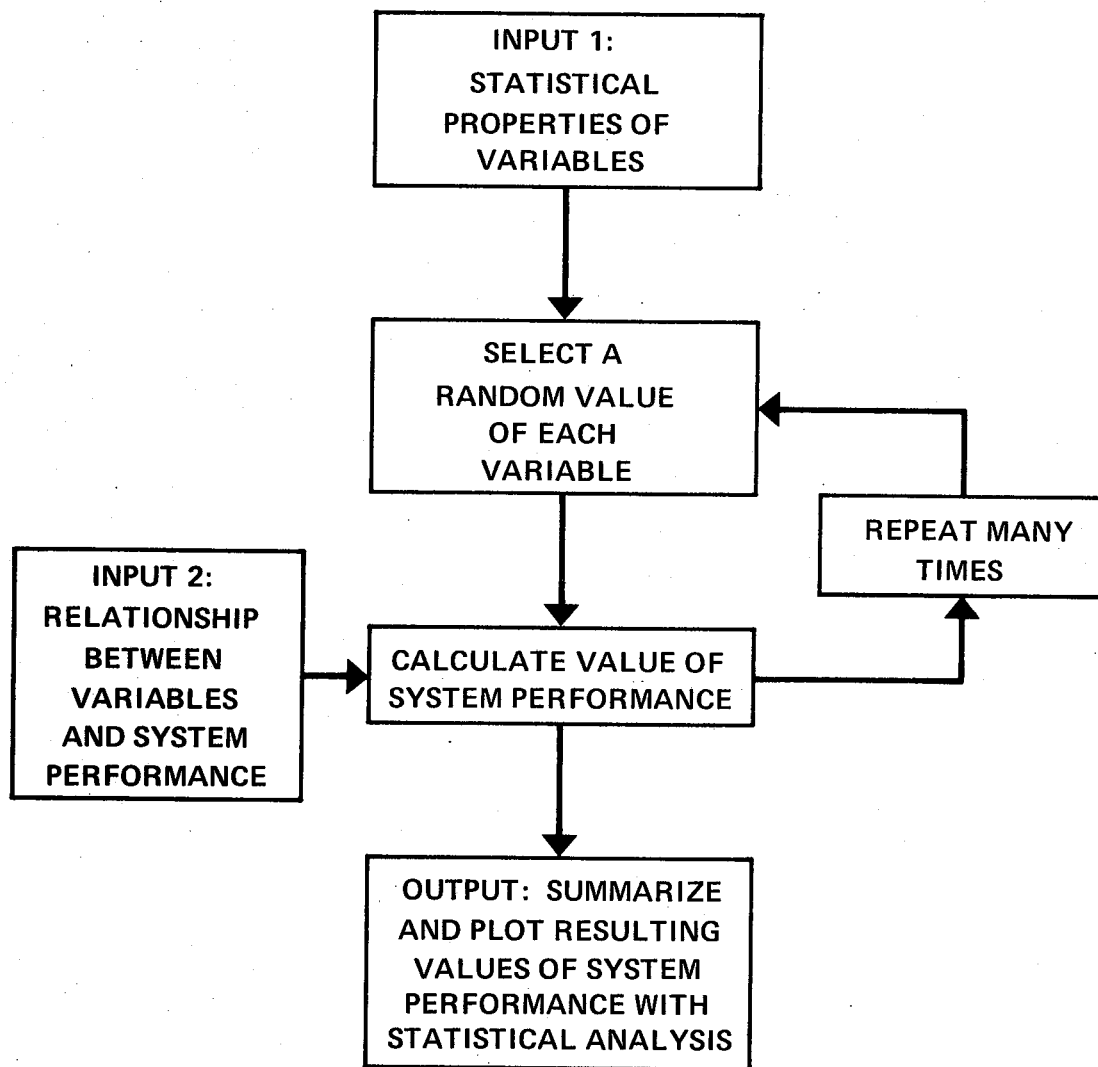 INPUT 1:
STATISTICAL
PROPERTIES OF
VARIABLES
SELECT A
RANDOM VALUE
OF EACH
VARIABLE
REPEAT MANY
TIMES
INPUT 2:
RELATIONSHIP
BETWEEN
VARIABLES
AND SYSTEM
PERFORMANCE
CALCULATE VALUE OF
SYSTEM PERFORMANCE
OUTPUT: SUMMARIZE
AND PLOT RESULTING
VALUES OF SYSTEM
PERFORMANCE WITH
STATISTICAL ANALYSIS